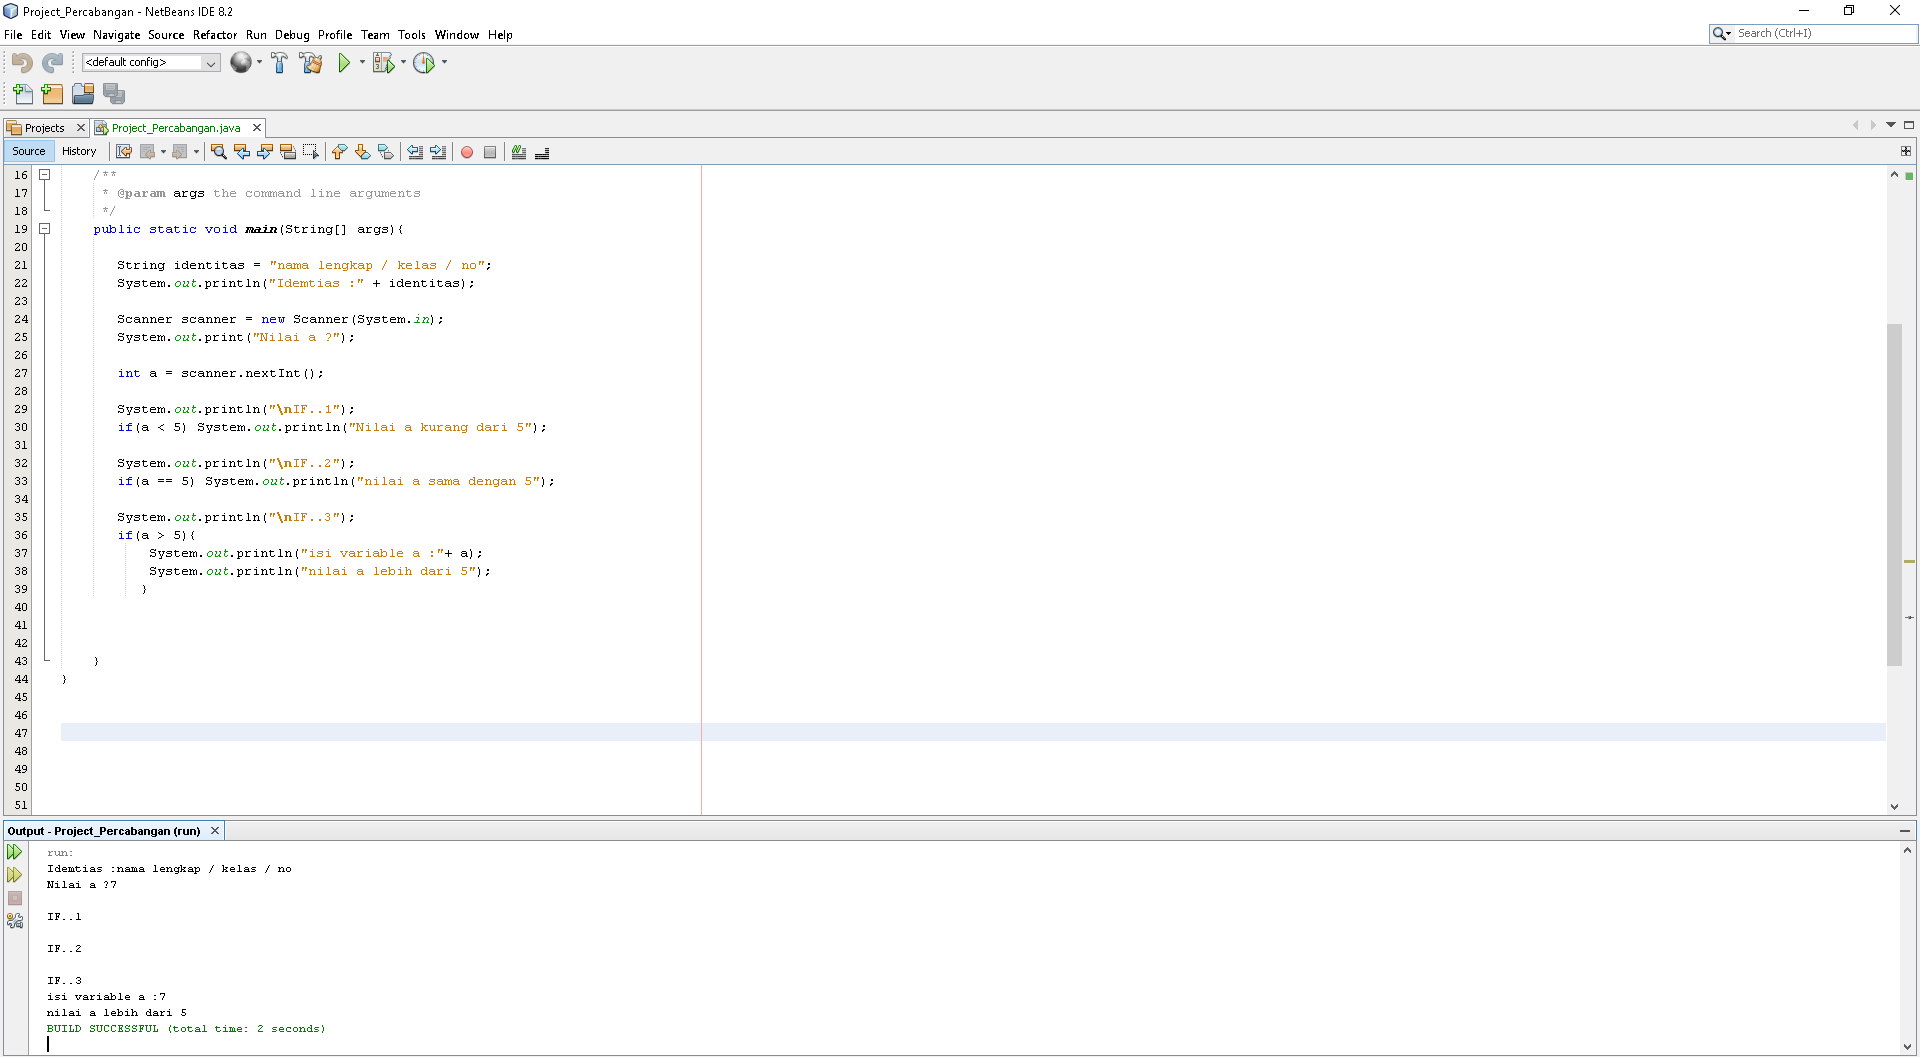 Project_Percabangan - NetBeans IDE 8.2
File Edit View Navigate Source Refactor Run Debug Profile Team Tools Window Help
Search (Ctrl+I)
<default config>
Projects
Project_Percabangan.java
Source History
16 /**
17 * @param args the command line arguments
18 */
19 public static void main(String[] args){
20
21 String identitas = "nama lengkap / kelas / no";
22 System.out.println("Idemtias :" + identitas);
23
24 Scanner scanner = new Scanner(System.in);
25 System.out.print("Nilai a ?");
26
27 int a = scanner.nextInt();
28
29 System.out.println("\nIF..1");
30 if(a < 5) System.out.println("Nilai a kurang dari 5");
31
32 System.out.println("\nIF..2");
33 if(a == 5) System.out.println("nilai a sama dengan 5");
34
35 System.out.println("\nIF..3");
36 if(a > 5){
37 System.out.println("isi variable a :"+ a);
38 System.out.println("nilai a lebih dari 5");
39 }
40
41
42
43 }
44 }
45
46
47
48
49
50
51
Output - Project_Percabangan (run)
run:
Idemtias :nama lengkap / kelas / no
Nilai a ?7
IF..1
IF..2
IF..3
isi variable a :7
nilai a lebih dari 5
BUILD SUCCESSFUL (total time: 2 seconds)